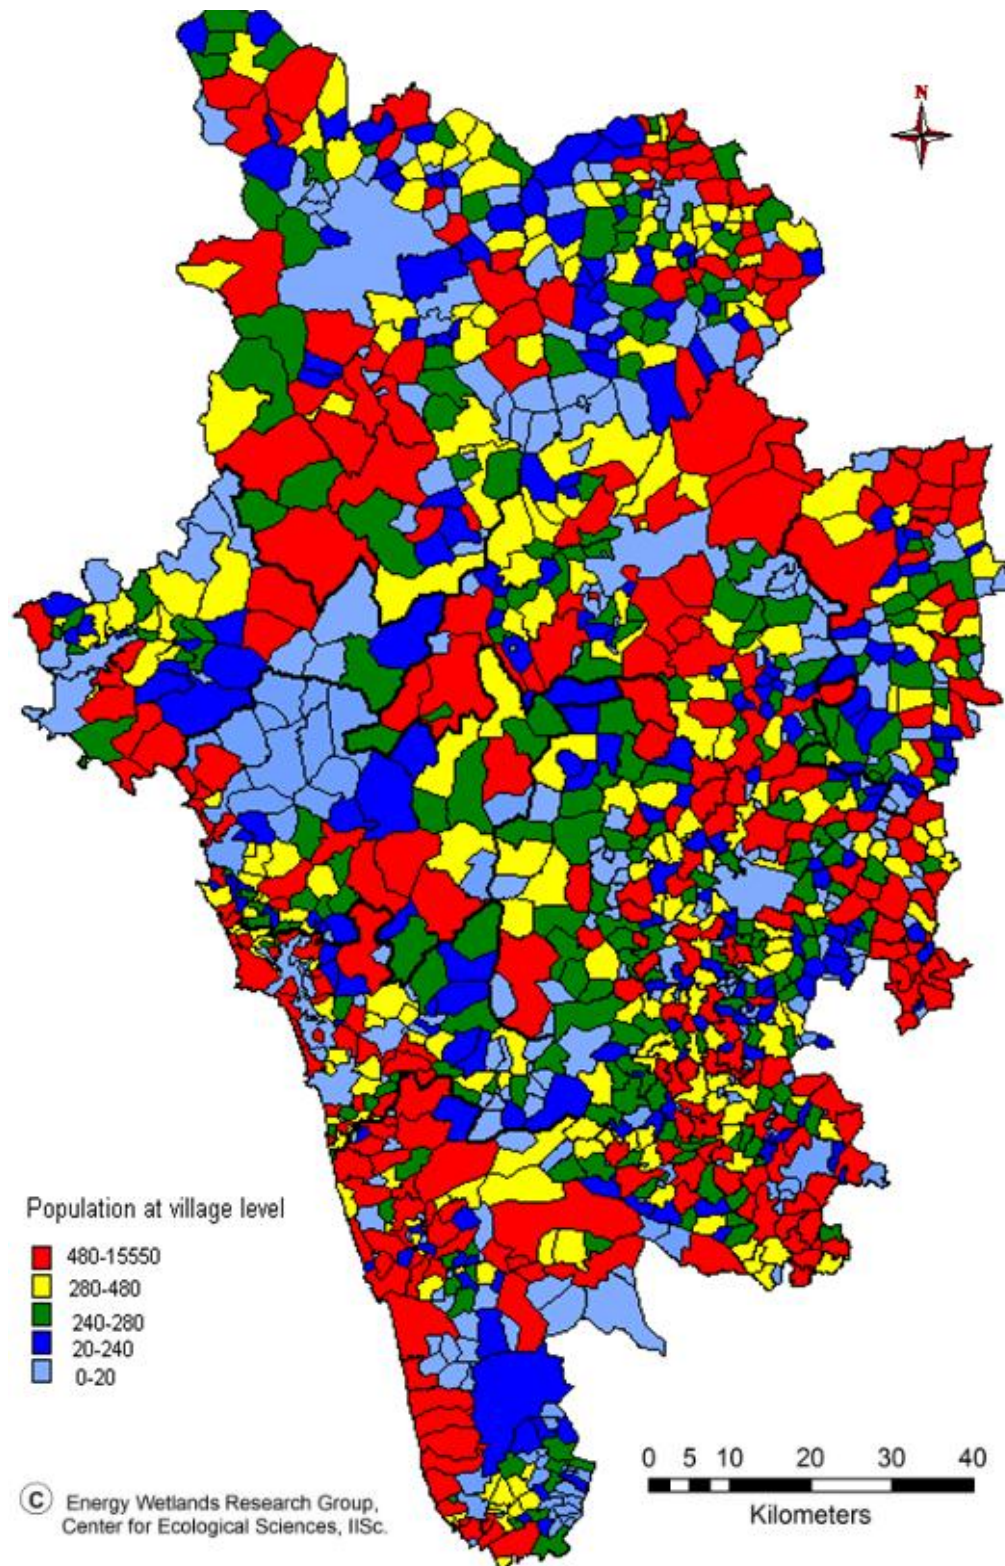 N
Population at village level
480-15550
280-480
240-280
20-240
0-20
0 5 10 20 30 40
Kilometers
© Energy Wetlands Research Group,
Center for Ecological Sciences, IISc.